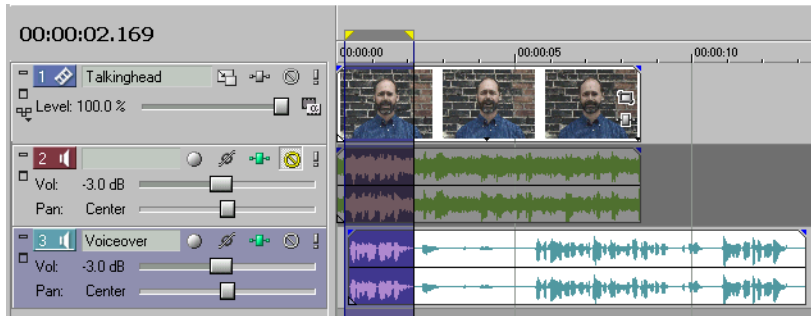 00:00:02.169
00:00:00 00:00:05 00:00:10
1 Talkinghead
Level: 100.0 %
2
Vol: -3.0 dB
Pan: Center
3 Voiceover
Vol: -3.0 dB
Pan: Center